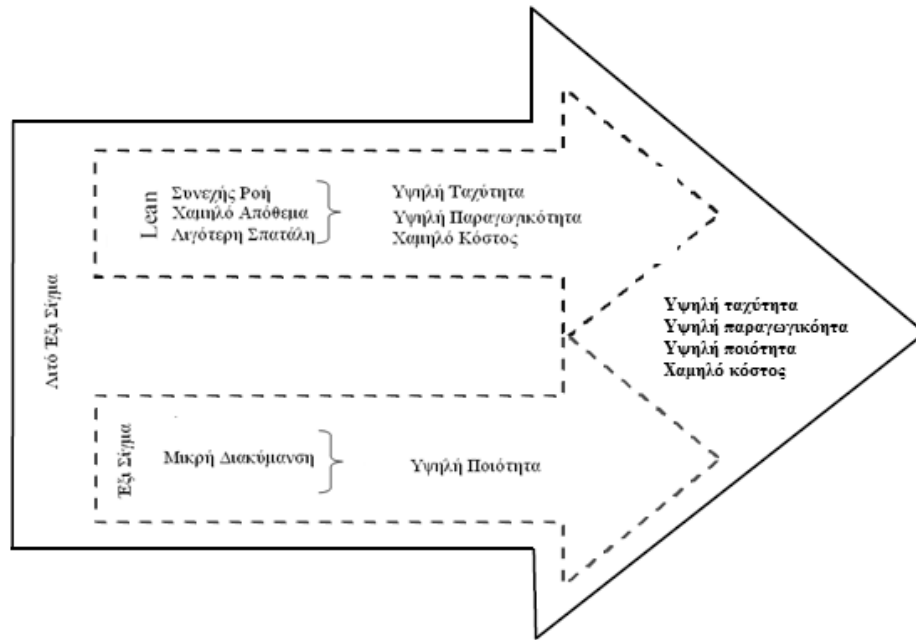 Λιτό Έξι Σίγμα
Lean
Συνεχής Ροή
Χαμηλό Απόθεμα
Λιγότερη Σπατάλη
Υψηλή Ταχύτητα
Υψηλή Παραγωγικότητα
Χαμηλό Κόστος
Υψηλή ταχύτητα
Υψηλή παραγωγικόητα
Υψηλή ποιότητα
Χαμηλό κόστος
Έξι Σίγμα
Μικρή Διακύμανση
Υψηλή Ποιότητα